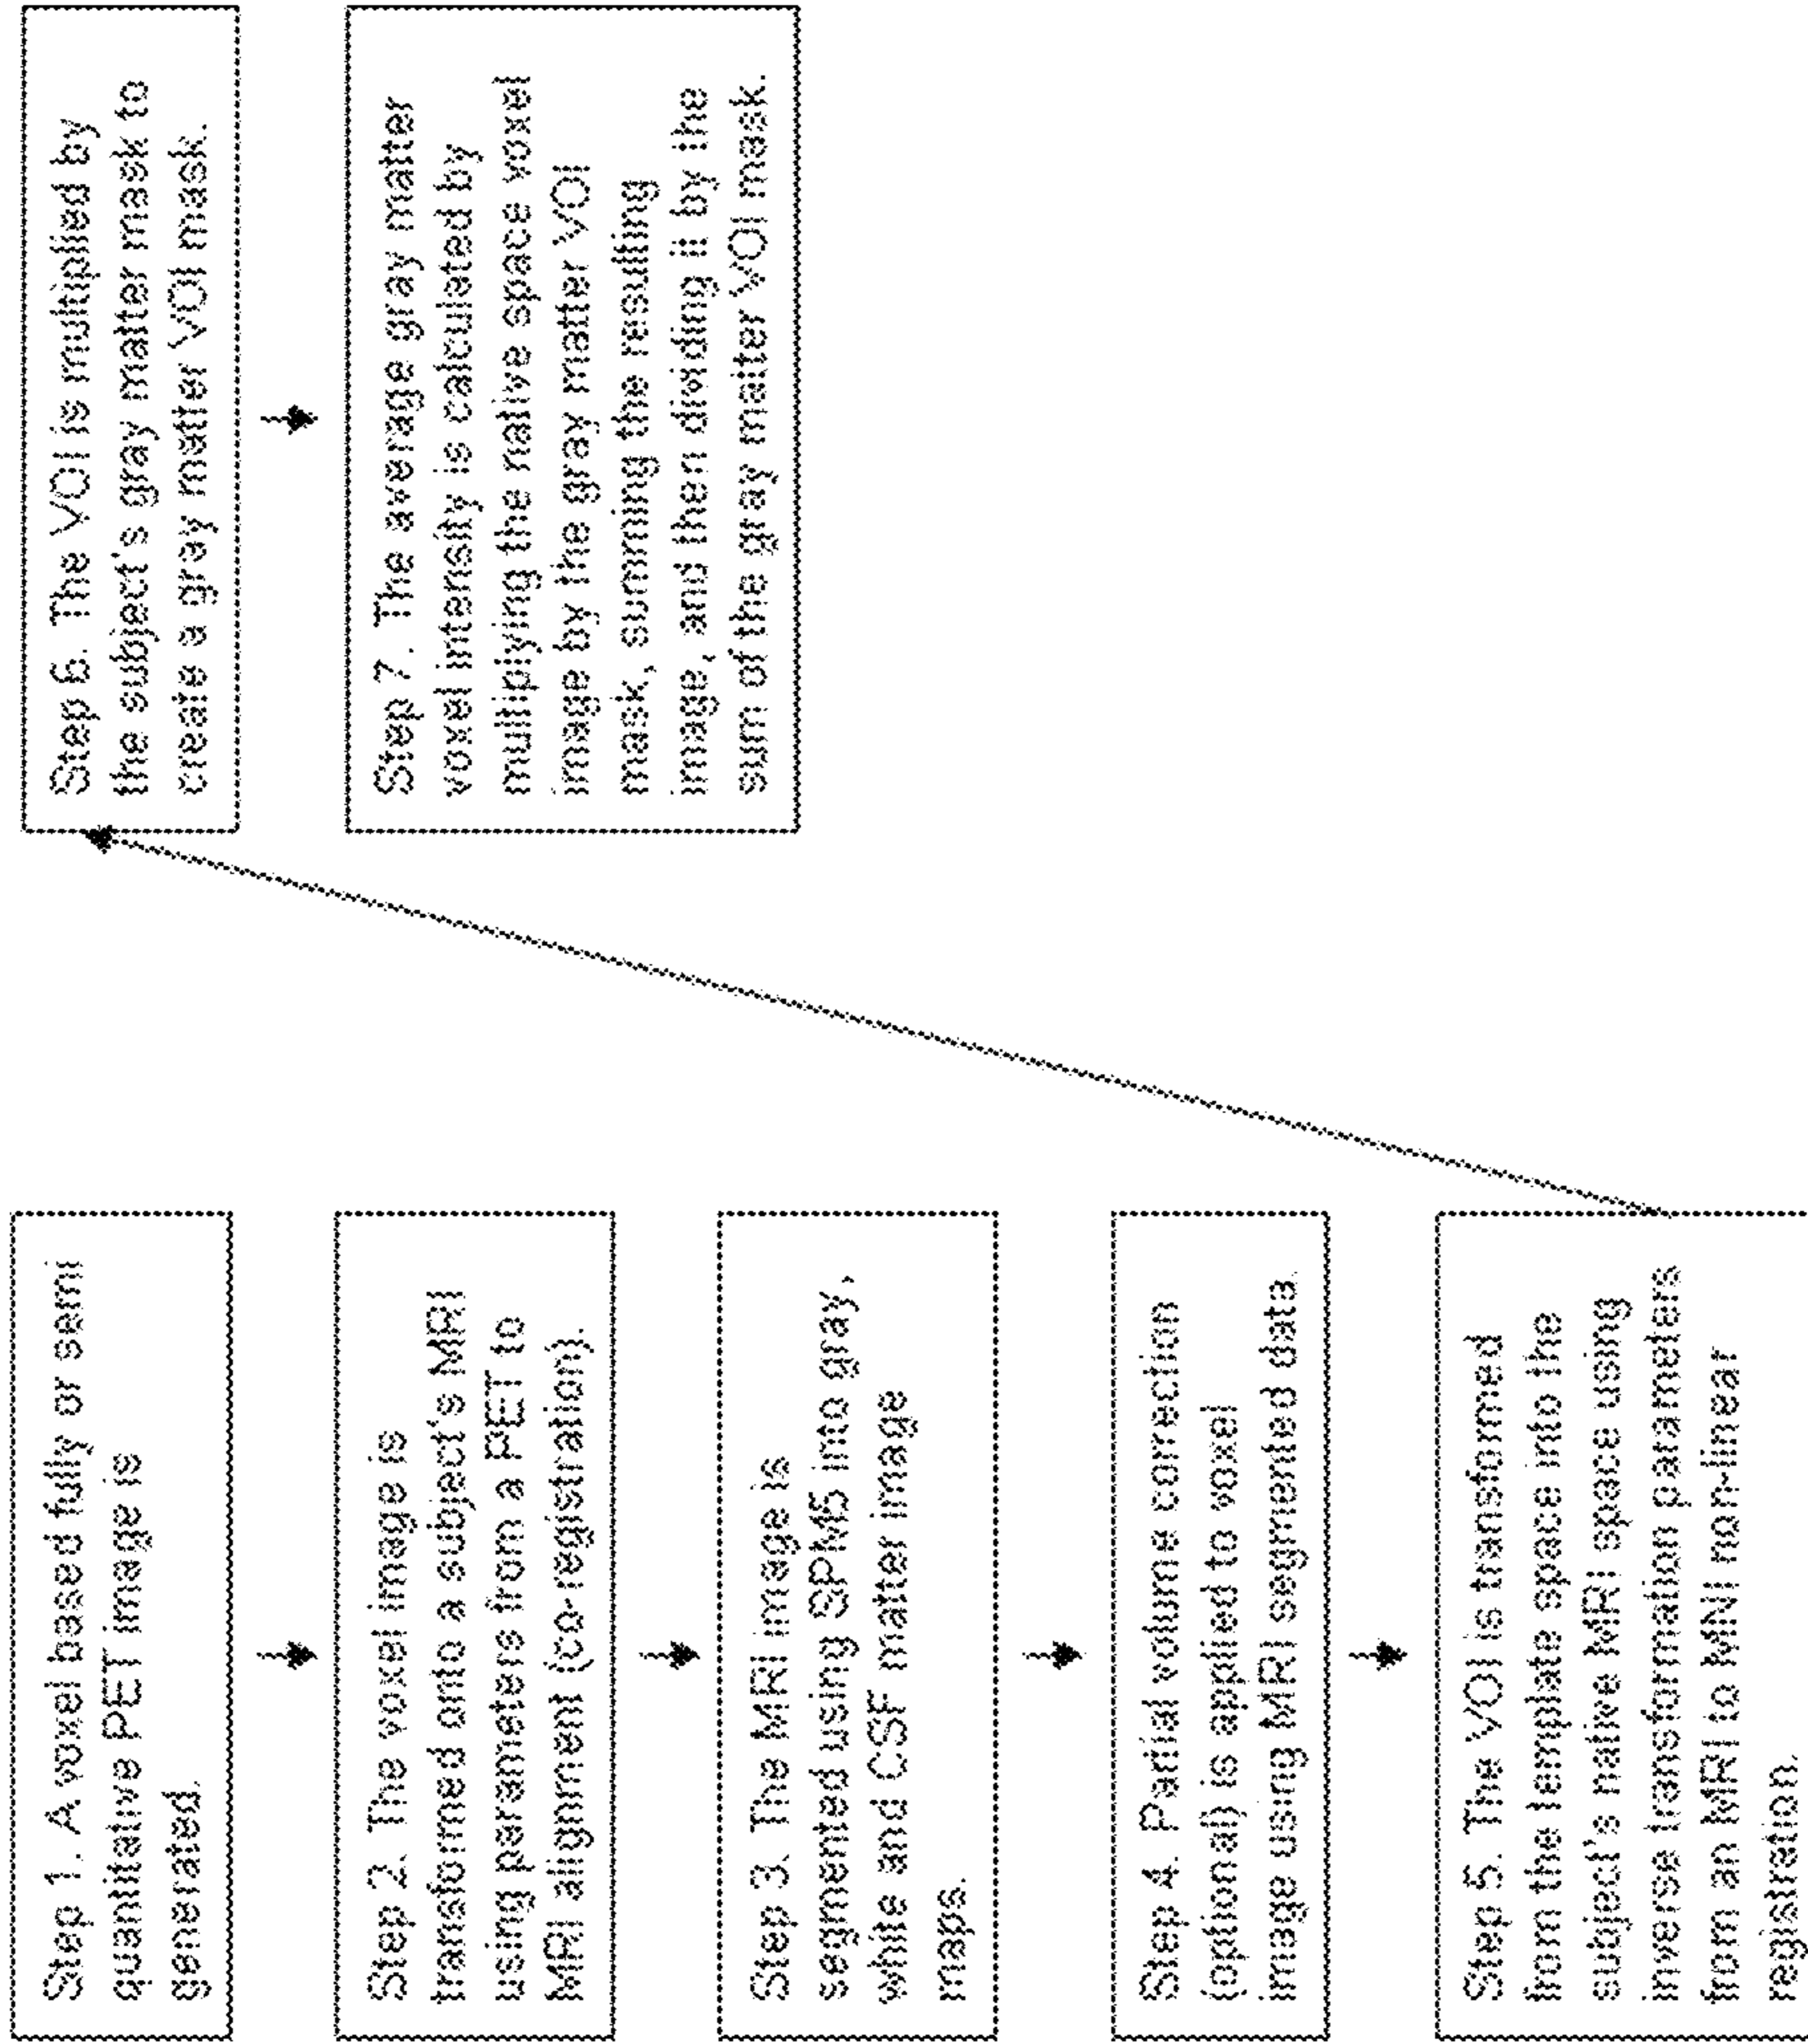 Step 1. A voxel based fully or semi
quantitative PET image is
generated.
Step 2. The voxel image is
transformed onto a subject's MRI
using parameters from a PET to
MRI alignment (co-registration).
Step 3. The MRI image is
segmented using SPM5 into gray,
white and CSF mater image
maps.
Step 4. Partial volume correction
(optional) is applied to voxel
image using MRI segmented data.
Step 5. The VOI is transformed
from the template space into the
subject's native MRI space using
inverse transformation parameters
from an MRI to MNI non-linear
registration.
Step 6. The VOI is multiplied by
the subject's gray matter mask to
create a gray matter VOI mask.
Step 7. The average gray matter
voxel intensity is calculated by
multiplying the native space voxel
image by the gray matter VOI
mask, summing the resulting
image, and then dividing it by the
sum of the gray matter VOI mask.